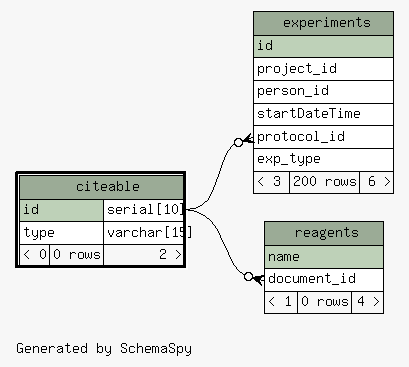 experiments
id
project_id
person_id
startDateTime
protocol_id
exp_type
< 3 200 rows 6 >
citeable
id serial[10]
type varchar[15]
< 0 0 rows 2 >
reagents
name
document_id
< 1 0 rows 4 >
Generated by SchemaSpy